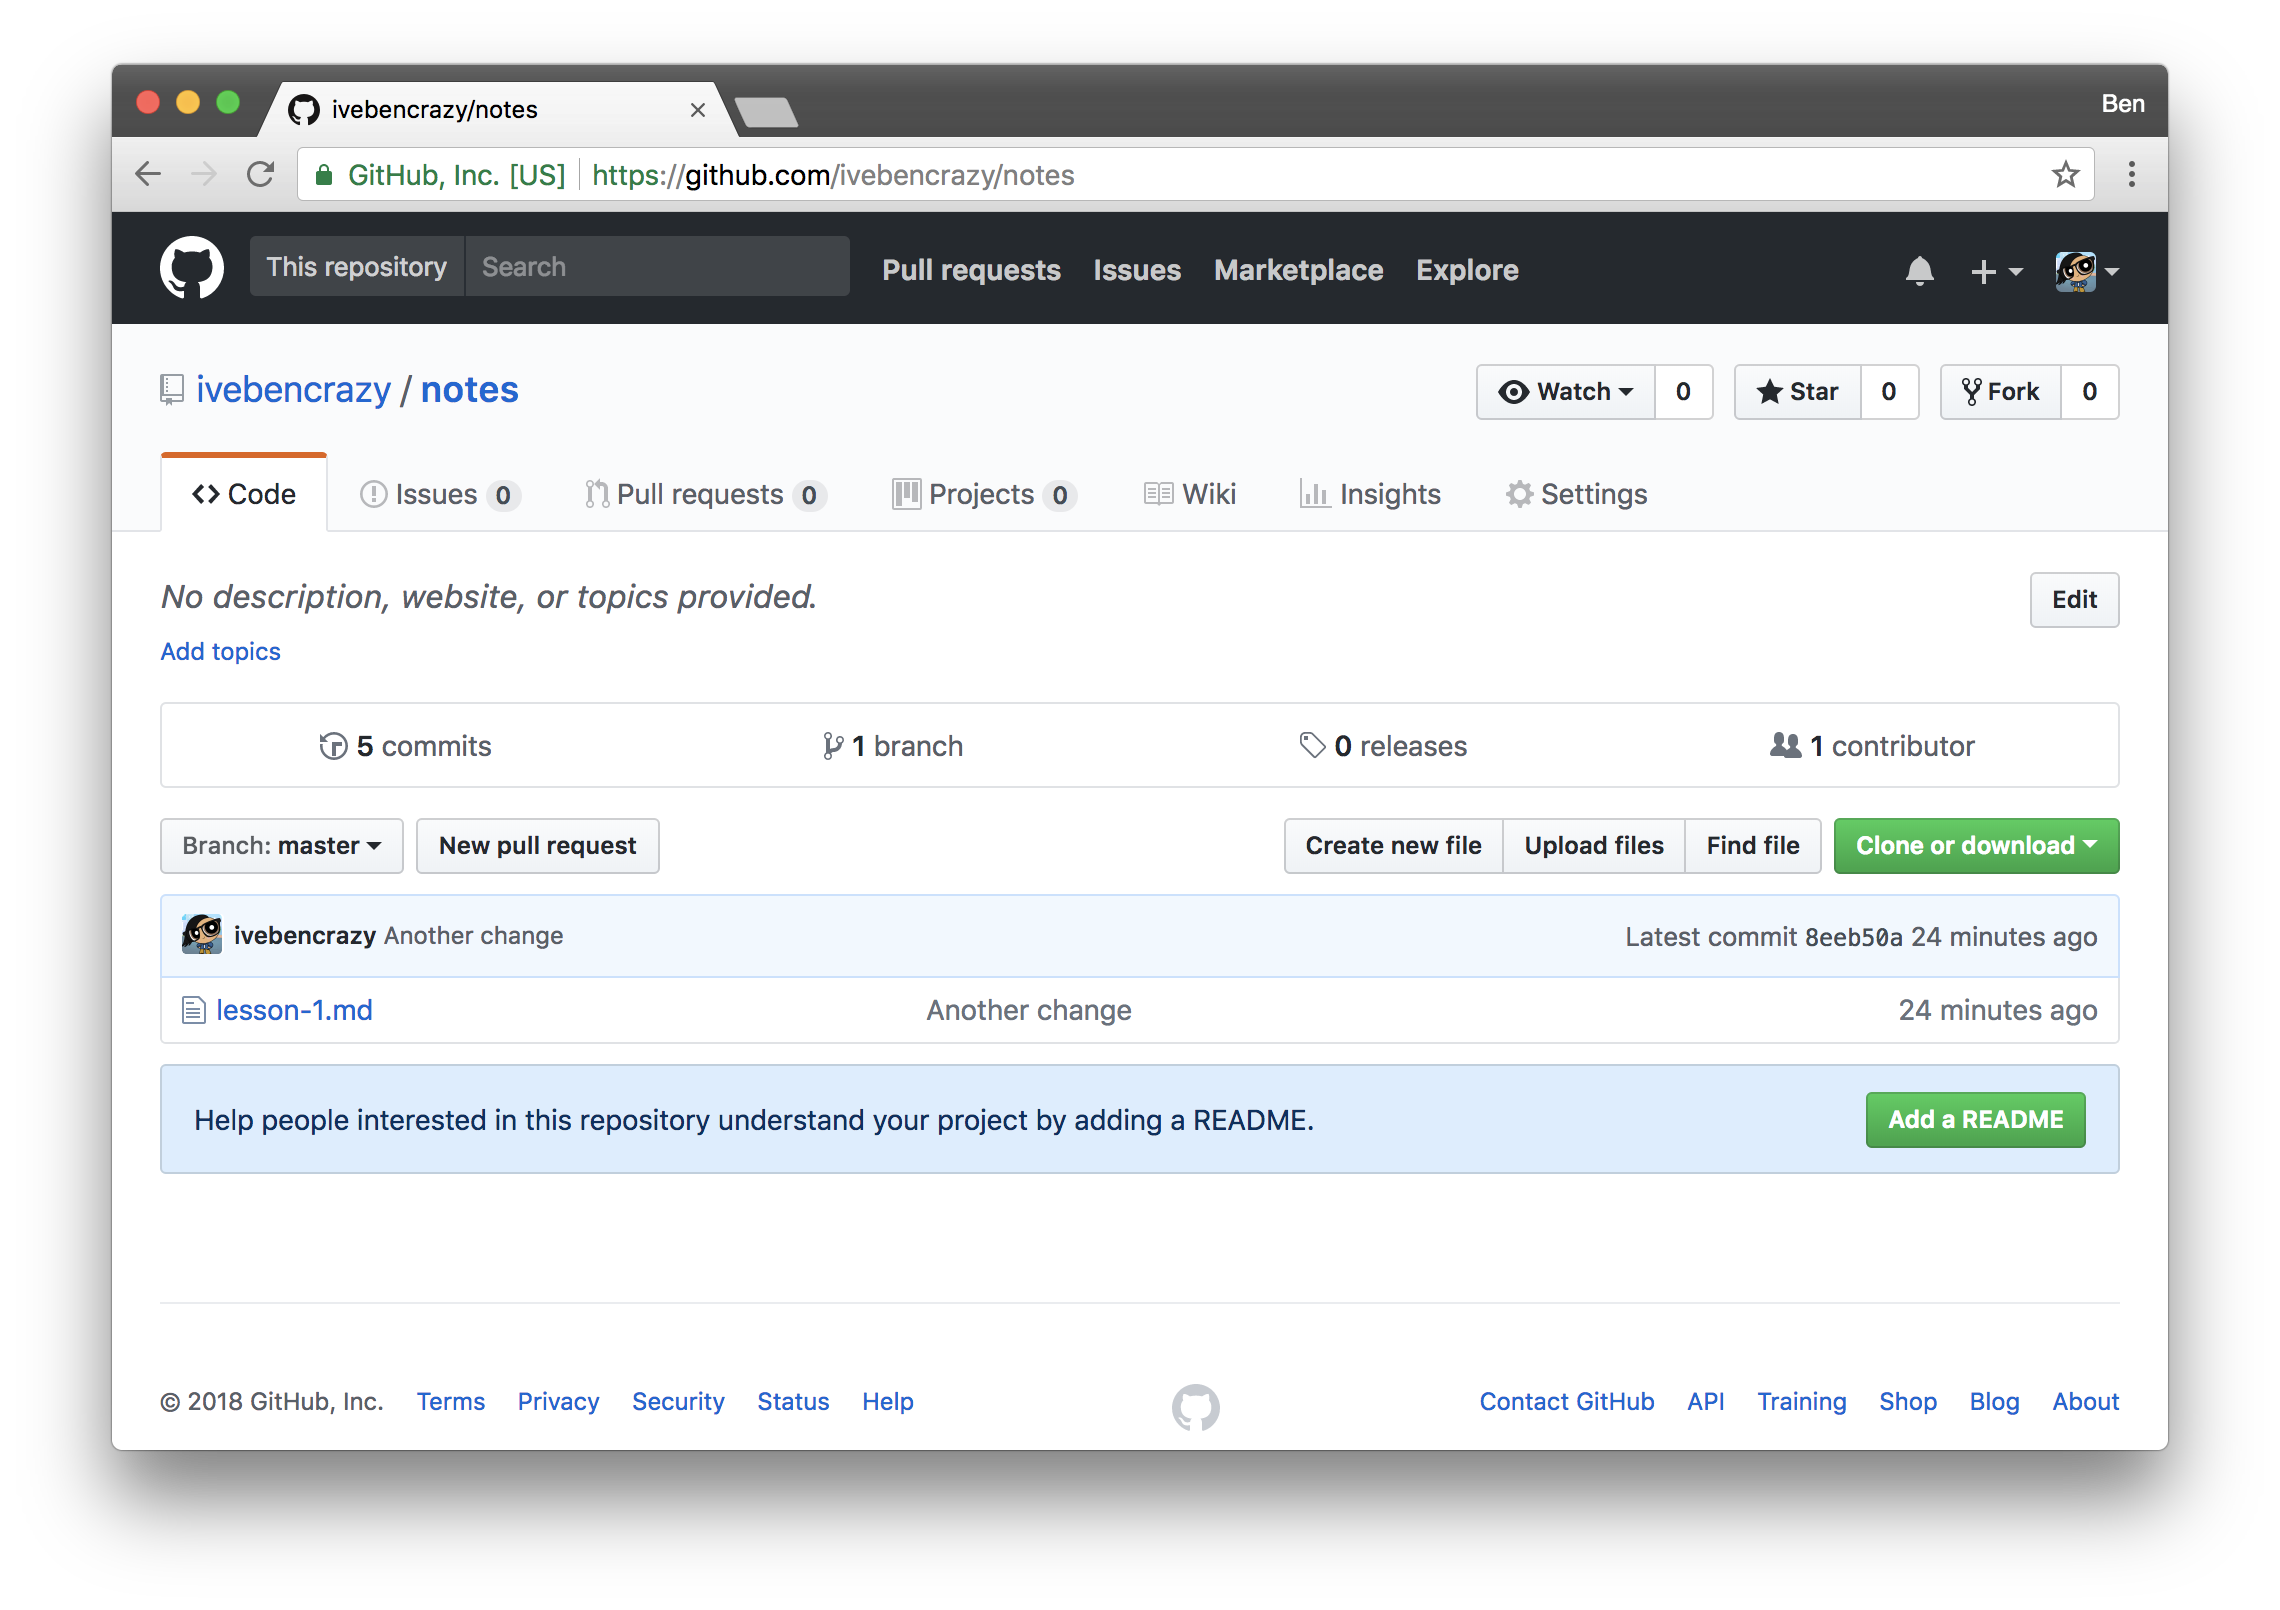 ivebencrazy/notes
Ben
GitHub, Inc. [US] https://github.com/ivebencrazy/notes
This repository Search Pull requests Issues Marketplace Explore
ivebencrazy / notes Watch 0 Star 0 Fork 0
Code Issues 0 Pull requests 0 Projects 0 Wiki Insights Settings
No description, website, or topics provided. Edit
Add topics
5 commits 1 branch 0 releases 1 contributor
Branch: master New pull request Create new file Upload files Find file Clone or download
ivebencrazy Another change Latest commit 8eeb50a 24 minutes ago
lesson-1.md Another change 24 minutes ago
Help people interested in this repository understand your project by adding a README. Add a README
© 2018 GitHub, Inc. Terms Privacy Security Status Help Contact GitHub API Training Shop Blog About